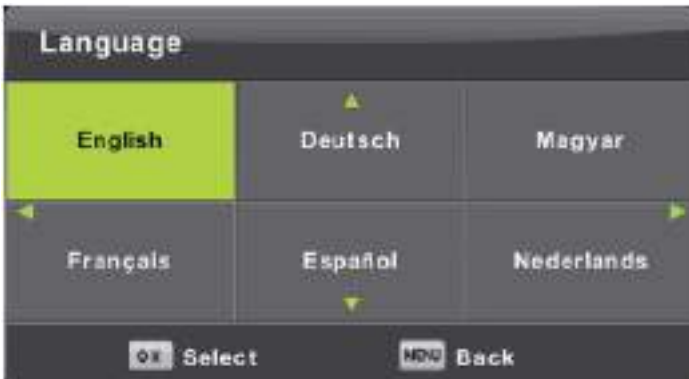 Language
English Deutsch Magyar
Français Español Nederlands
OK Select MENU Back